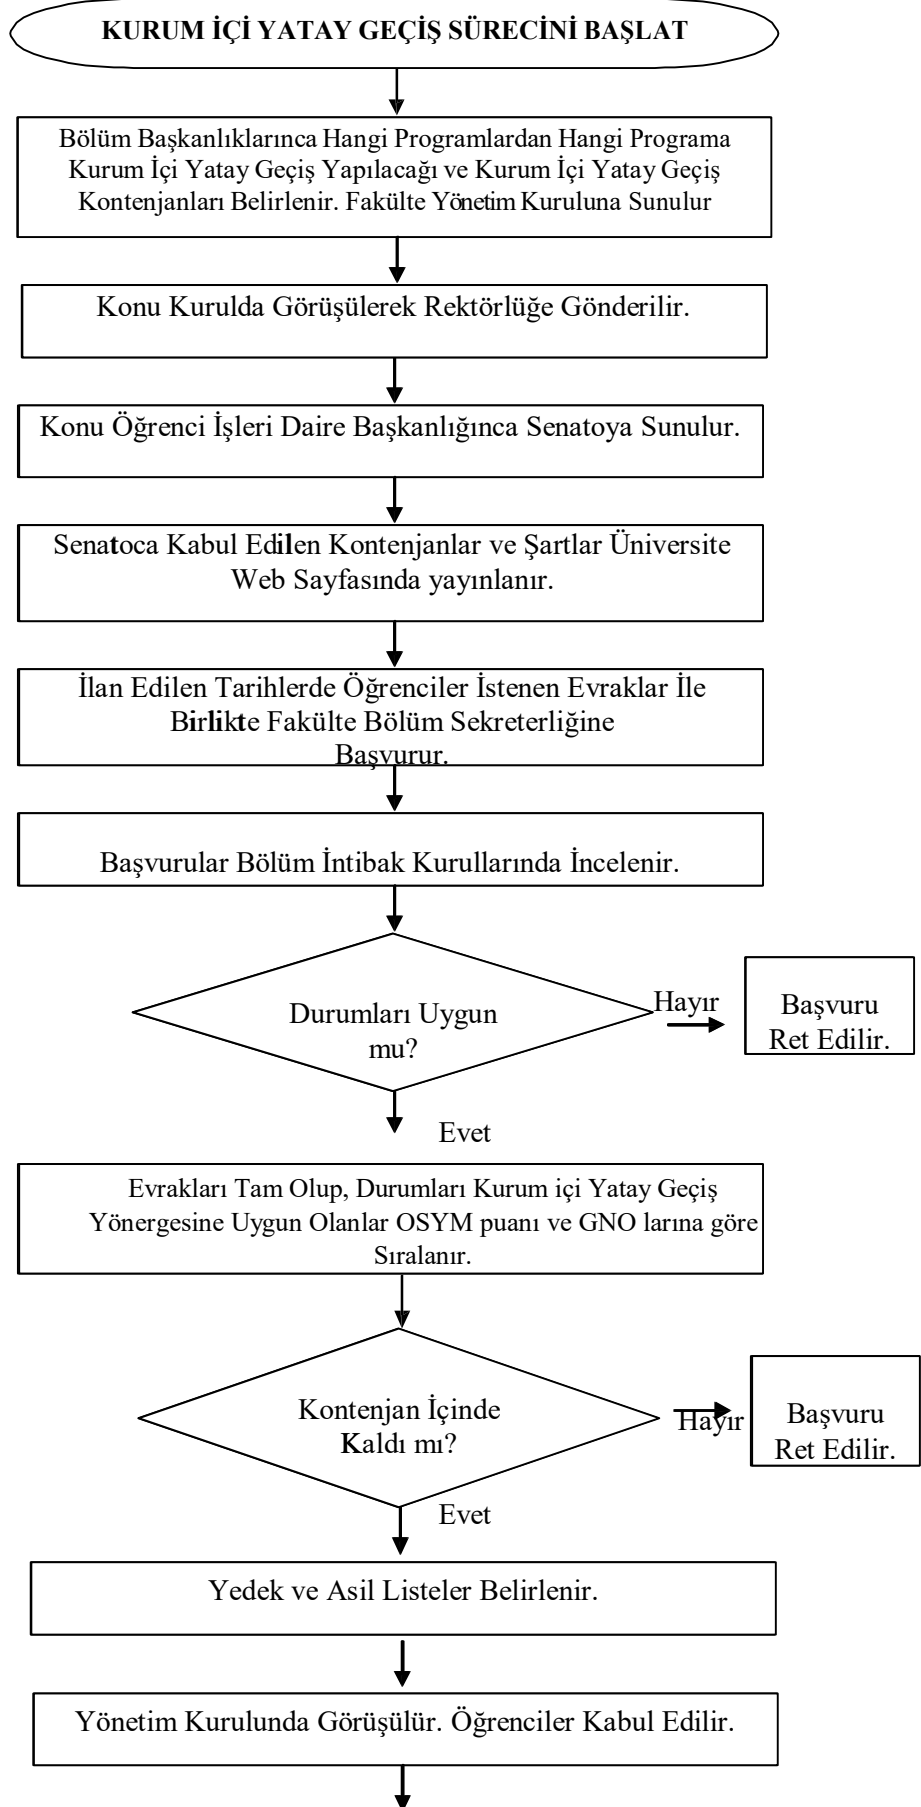 KURUM İÇİ YATAY GEÇİŞ SÜRECİNİ BAŞLAT
Bölüm Başkanlıklarınca Hangi Programlardan Hangi Programa
Kurum İçi Yatay Geçiş Yapılacağı ve Kurum İçi Yatay Geçiş
Kontenjanları Belirlenir. Fakülte Yönetim Kuruluna Sunulur
Konu Kurulda Görüşülerek Rektörlüğe Gönderilir.
Konu Öğrenci İşleri Daire Başkanlığınca Senatoya Sunulur.
Senatoca Kabul Edilen Kontenjanlar ve Şartlar Üniversite
Web Sayfasında yayınlanır.
İlan Edilen Tarihlerde Öğrenciler İstenen Evraklar İle
Birlikte Fakülte Bölüm Sekreterliğine
Başvurur.
Başvurular Bölüm İntibak Kurullarında İncelenir.
Durumları Uygun
mu?
Hayır
Başvuru
Ret Edilir.
Evet
Evrakları Tam Olup, Durumları Kurum içi Yatay Geçiş
Yönergesine Uygun Olanlar OSYM puanı ve GNO larına göre
Sıralanır.
Kontenjan İçinde
Kaldı mı?
Hayır
Başvuru
Ret Edilir.
Evet
Yedek ve Asil Listeler Belirlenir.
Yönetim Kurulunda Görüşülür. Öğrenciler Kabul Edilir.